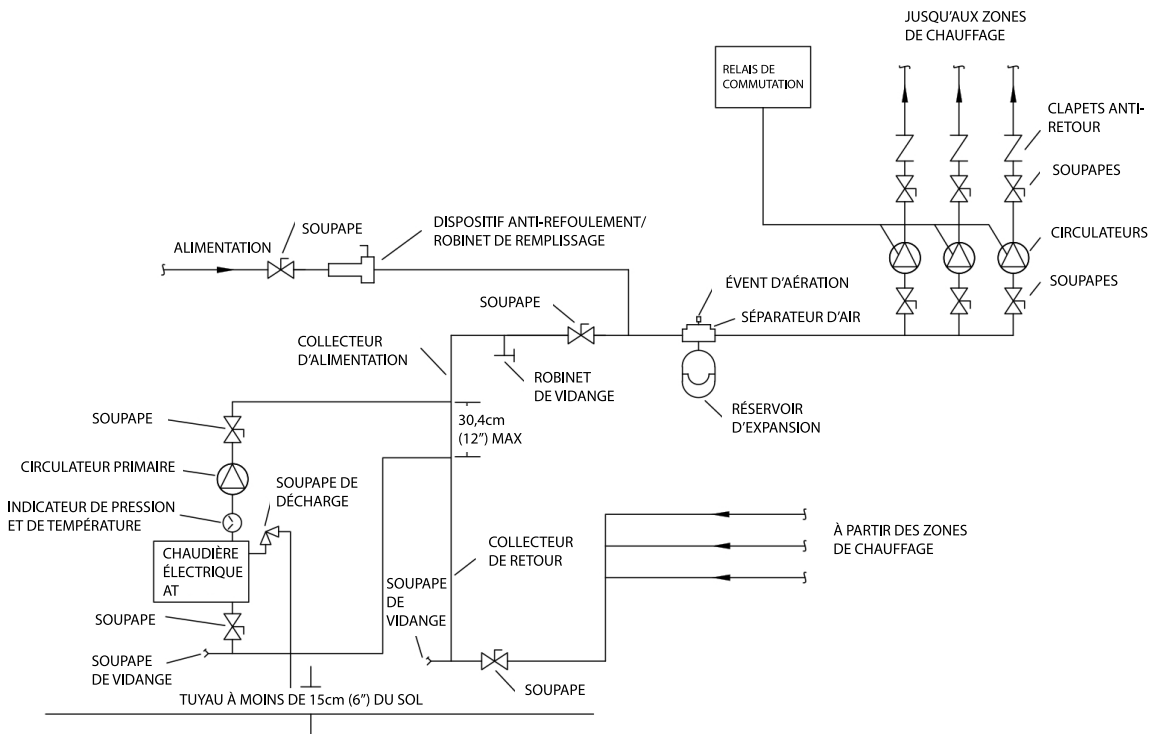 JUSQU'AUX ZONES
DE CHAUFFAGE
RELAIS DE
COMMUTATION
CLAPETS ANTI-
RETOUR
SOUPAPES
DISPOSITIF ANTI-REFOULEMENT/
ROBINET DE REMPLISSAGE
SOUPAPE
ALIMENTATION
CIRCULATEURS
ÉVENT D'AÉRATION
SOUPAPES
SOUPAPE
SÉPARATEUR D'AIR
COLLECTEUR
D'ALIMENTATION
ROBINET
DE VIDANGE
RÉSERVOIR
D'EXPANSION
SOUPAPE
30,4cm
(12") MAX
CIRCULATEUR PRIMAIRE
SOUPAPE DE
DÉCHARGE
INDICATEUR DE PRESSION
ET DE TEMPÉRATURE
À PARTIR DES ZONES
DE CHAUFFAGE
CHAUDIÈRE
ÉLECTRIQUE
AT
COLLECTEUR
DE RETOUR
SOUPAPE
DE
VIDANGE
SOUPAPE
SOUPAPE
DE VIDANGE
SOUPAPE
TUYAU À MOINS DE 15cm (6") DU SOL